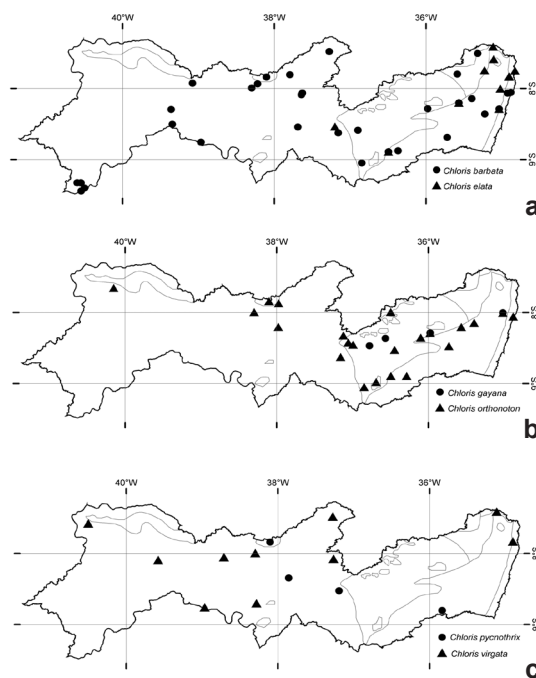 40°W 38°W 36°W
8°S
9°S
Chloris barbata
Chloris elata
a
40°W 38°W 36°W
8°S
9°S
Chloris gayana
Chloris orthonoton
b
40°W 38°W 36°W
8°S
9°S
Chloris pycnothrix
Chloris virgata
c